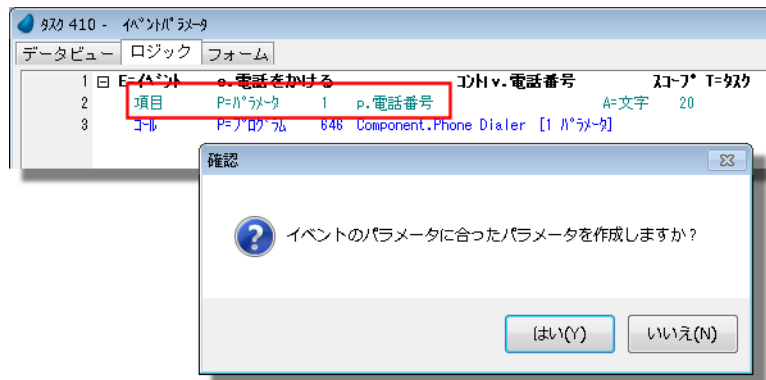 ﾀｽｸ 410 - ｲﾍﾞﾝﾄﾊﾟﾗﾒｰﾀ
データビュー ロジック フォーム
1 E=ｲﾍﾞﾝﾄ e.電話をかける ｺﾝﾄﾛ v.電話番号 ｽｺｰﾌﾟ T=ﾀｽｸ
2 項目 P=ﾊﾟﾗﾒｰﾀ 1 p.電話番号 A=文字 20
3 ｺｰﾙ P=ﾌﾟﾛｸﾞﾗﾑ 646 Component.Phone Dialer [1 ﾊﾟﾗﾒｰﾀ]
確認
イベントのパラメータに合ったパラメータを作成しますか?
はい(Y) いいえ(N)